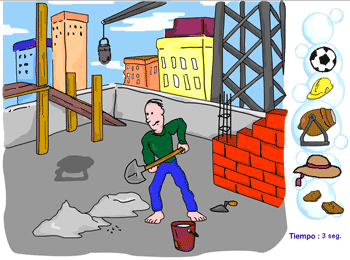 Tiempo : 3 seg.